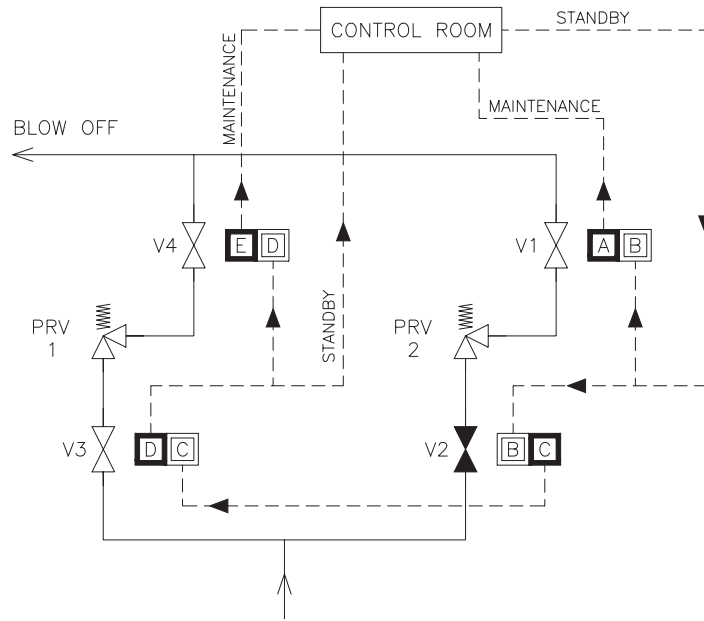 CONTROL ROOM
STANDBY
MAINTENANCE
MAINTENANCE
BLOW OFF
V4
E D
V1
A B
PRV
1
STANDBY
PRV
2
V3
D C
V2
B C